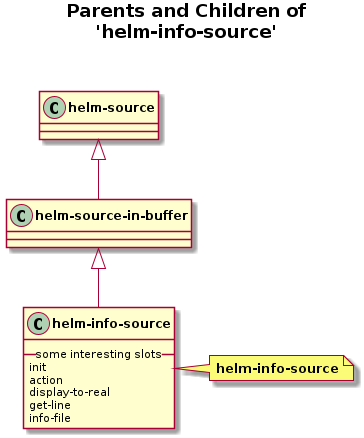 Parents and Children of
'helm-info-source'
C helm-source
C helm-source-in-buffer
C helm-info-source
some interesting slots
init
action
display-to-real
get-line
info-file
helm-info-source